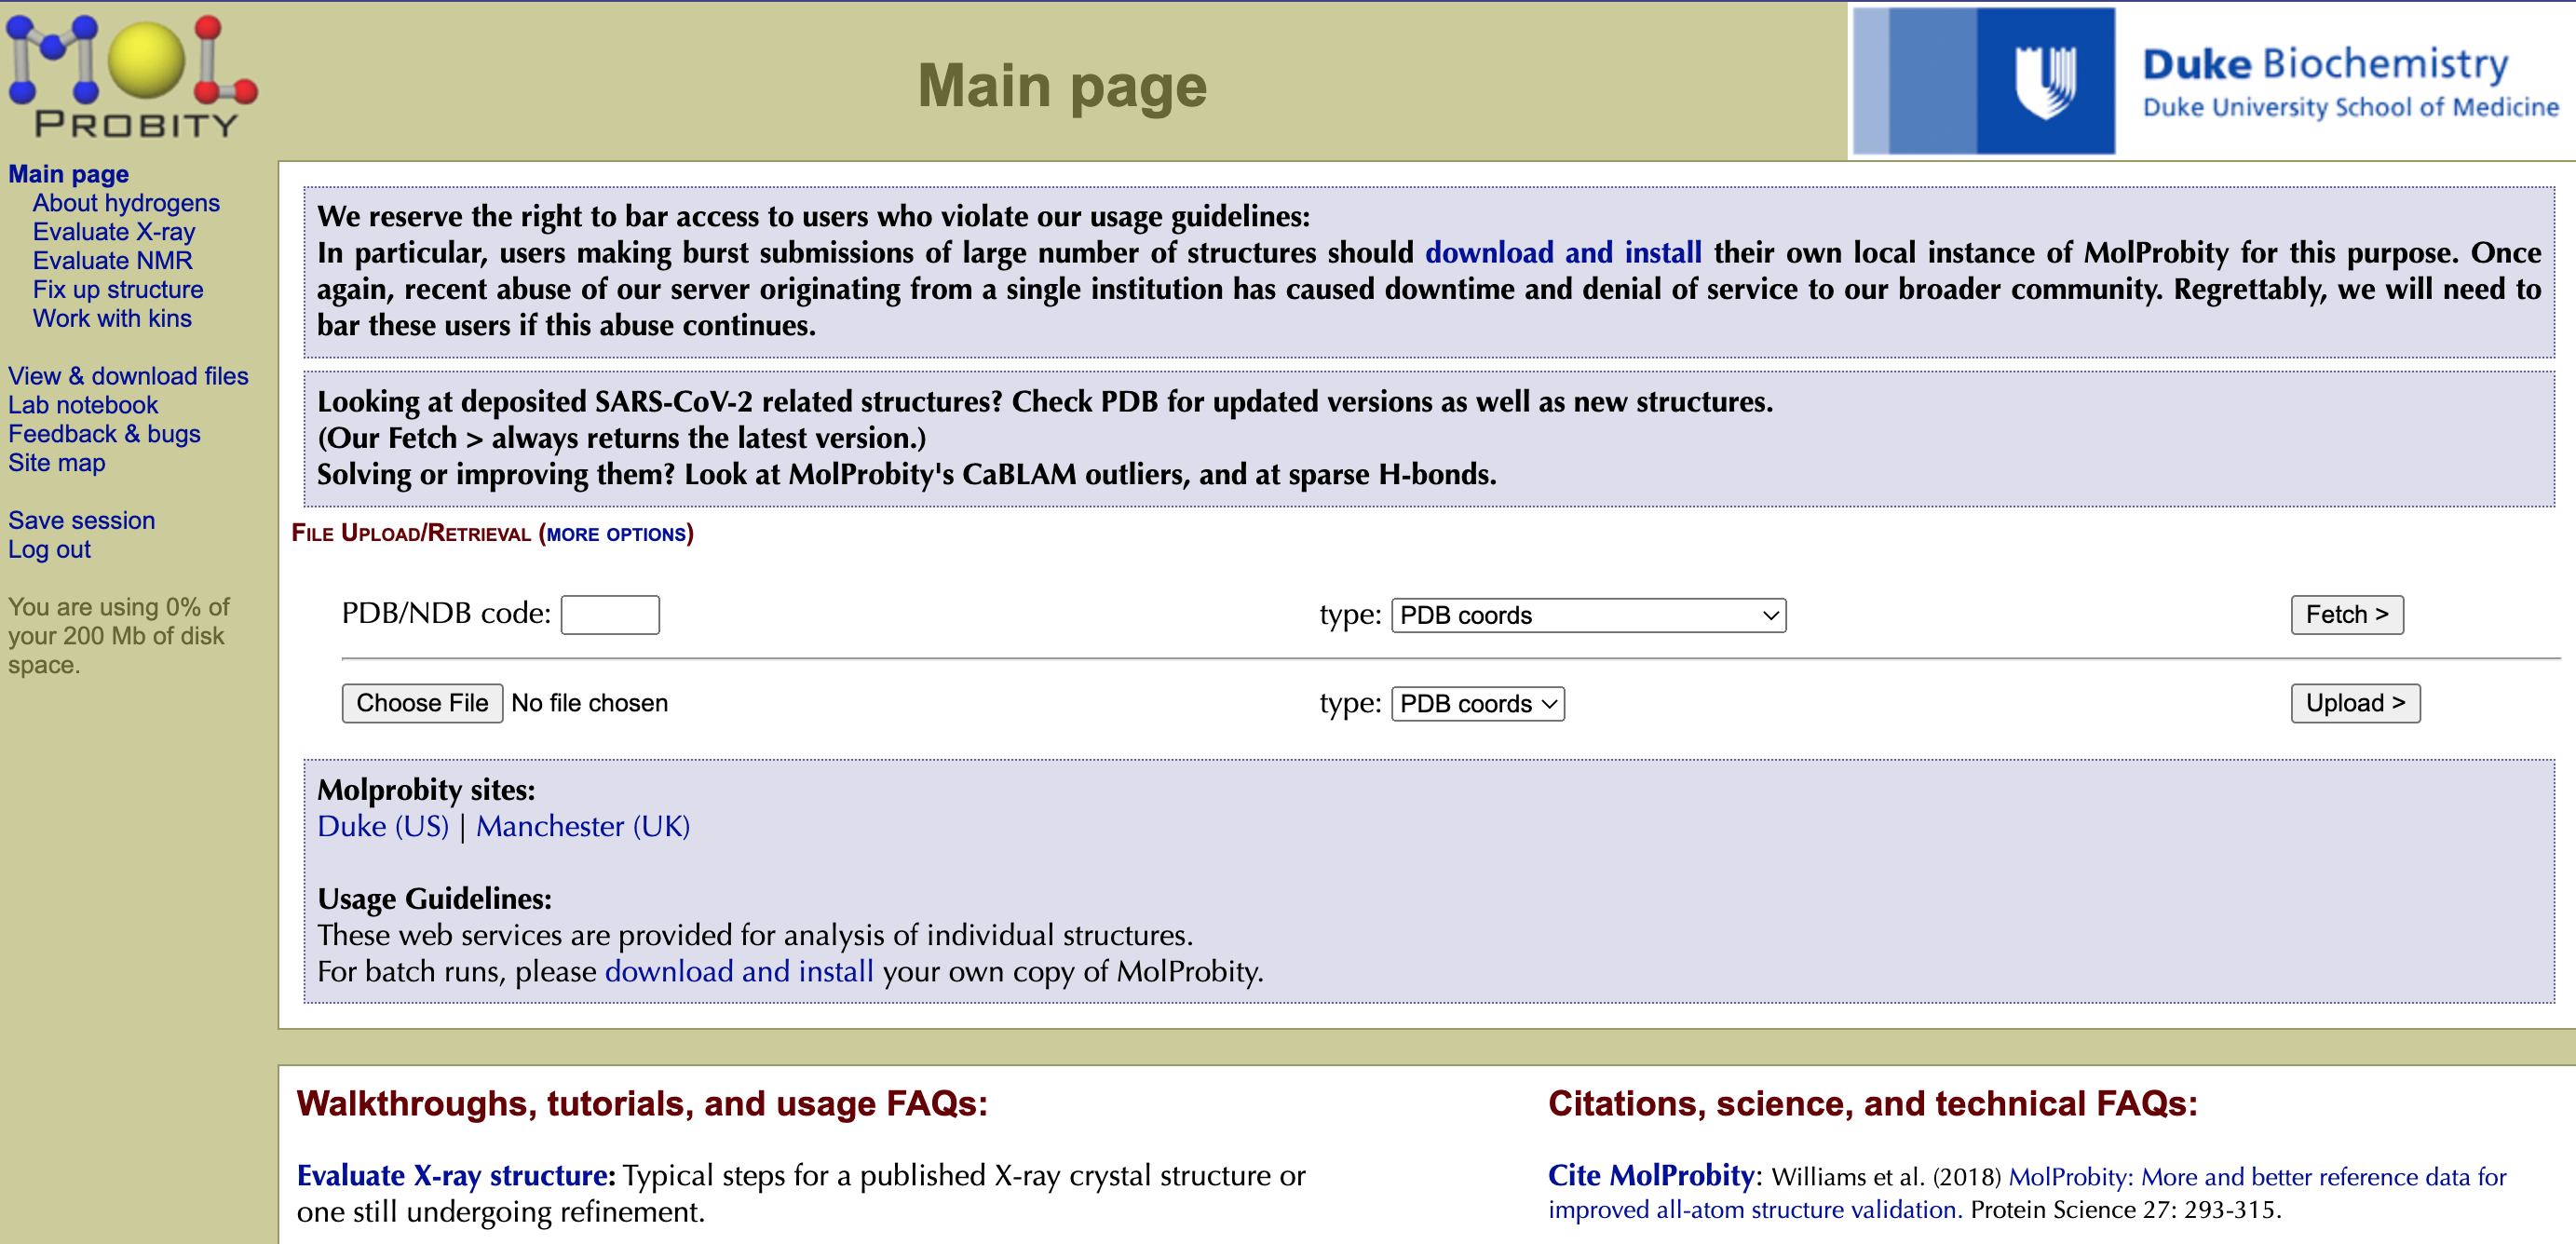 MOL
PROBITY
Main page
Duke Biochemistry
Duke University School of Medicine
Main page
About hydrogens
Evaluate X-ray
Evaluate NMR
Fix up structure
Work with kins
View & download files
Lab notebook
Feedback & bugs
Site map
Save session
Log out
You are using 0% of
your 200 Mb of disk
space.
We reserve the right to bar access to users who violate our usage guidelines:
In particular, users making burst submissions of large number of structures should download and install their own local instance of MolProbity for this purpose. Once
again, recent abuse of our server originating from a single institution has caused downtime and denial of service to our broader community. Regrettably, we will need to
bar these users if this abuse continues.
Looking at deposited SARS-CoV-2 related structures? Check PDB for updated versions as well as new structures.
(Our Fetch > always returns the latest version.)
Solving or improving them? Look at MolProbity's CaBLAM outliers, and at sparse H-bonds.
File Upload/Retrieval (more options)
PDB/NDB code: type: PDB coords Fetch >
Choose File No file chosen type: PDB coords Upload >
Molprobity sites:
Duke (US) | Manchester (UK)
Usage Guidelines:
These web services are provided for analysis of individual structures.
For batch runs, please download and install your own copy of MolProbity.
Walkthroughs, tutorials, and usage FAQs:
Evaluate X-ray structure: Typical steps for a published X-ray crystal structure or
one still undergoing refinement.
Citations, science, and technical FAQs:
Cite MolProbity: Williams et al. (2018) MolProbity: More and better reference data for
improved all-atom structure validation. Protein Science 27: 293-315.